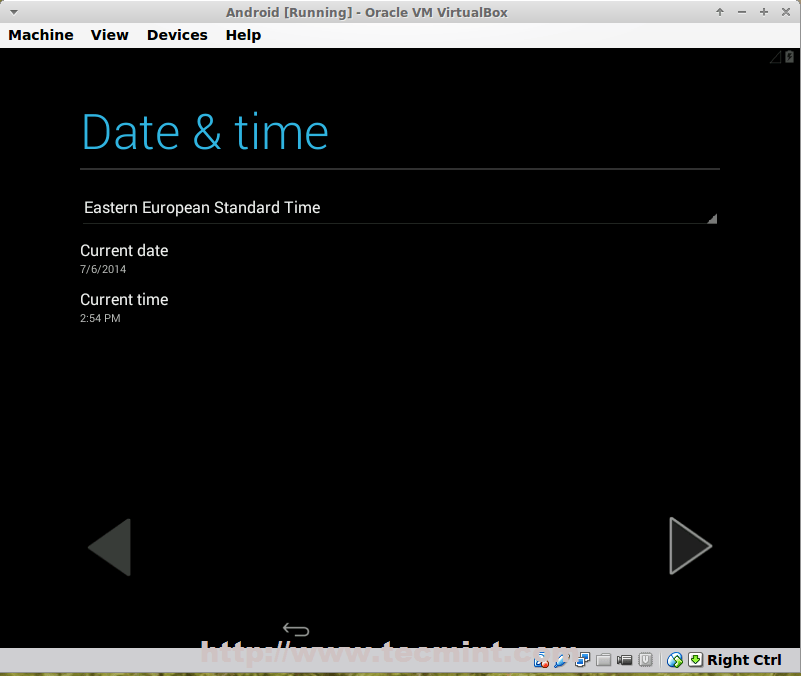 Android [Running] - Oracle VM VirtualBox
Machine View Devices Help
Date & time
Eastern European Standard Time
Current date
7/6/2014
Current time
2:54 PM
http://www.tecmint.com
Right Ctrl